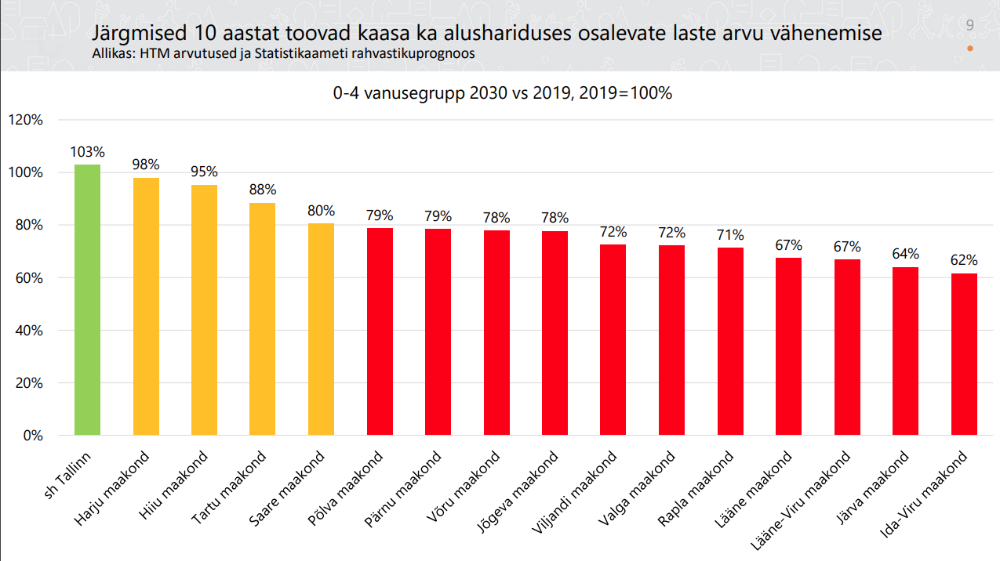 Järgmised 10 aastat toovad kaasa ka alushariduses osalevate laste arvu vähenemise
9
Allikas: HTM arvutused ja Statistikaameti rahvastikuprognoos
0-4 vanusegrupp 2030 vs 2019, 2019=100%
120%
100%
80%
60%
40%
20%
0%
103%
98%
95%
88%
80%
79%
79%
78%
78%
72%
72%
71%
67%
67%
64%
62%
sh Tallinn
Harju maakond
Hiiu maakond
Tartu maakond
Saare maakond
Põlva maakond
Pärnu maakond
Võru maakond
Jõgeva maakond
Viljandi maakond
Valga maakond
Rapla maakond
Lääne maakond
Lääne-Viru maakond
Järva maakond
Ida-Viru maakond